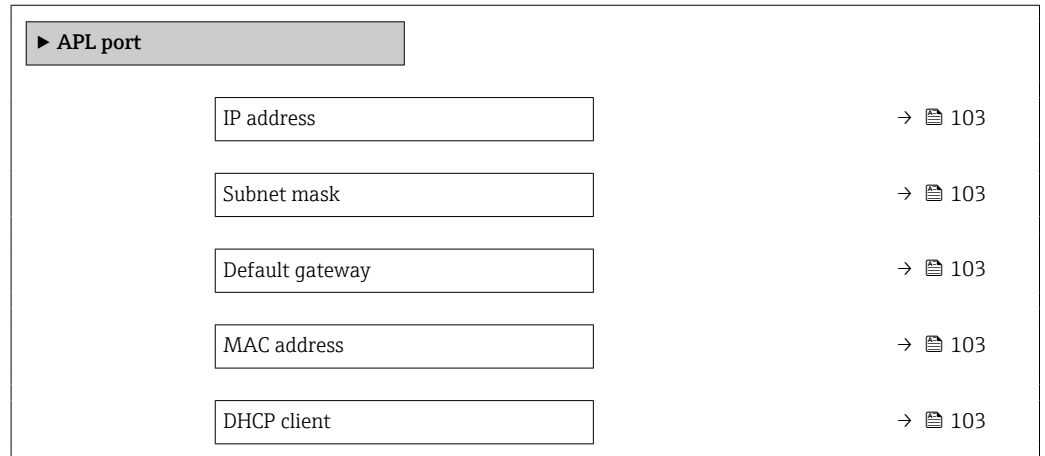 ▶ APL port
IP address → 🖹 103
Subnet mask → 🖹 103
Default gateway → 🖹 103
MAC address → 🖹 103
DHCP client → 🖹 103